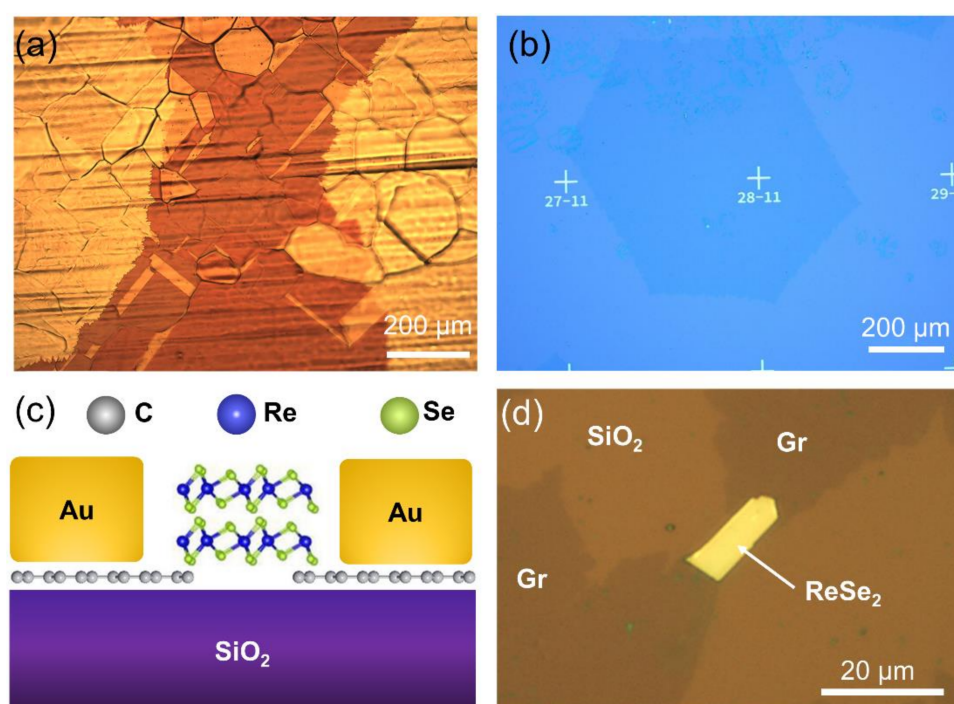 (a)
200 μm
(b)
27-11
28-11
29-
200 μm
(c)
C
Re
Se
Au
Au
SiO₂
(d)
SiO₂
Gr
Gr
ReSe₂
20 μm